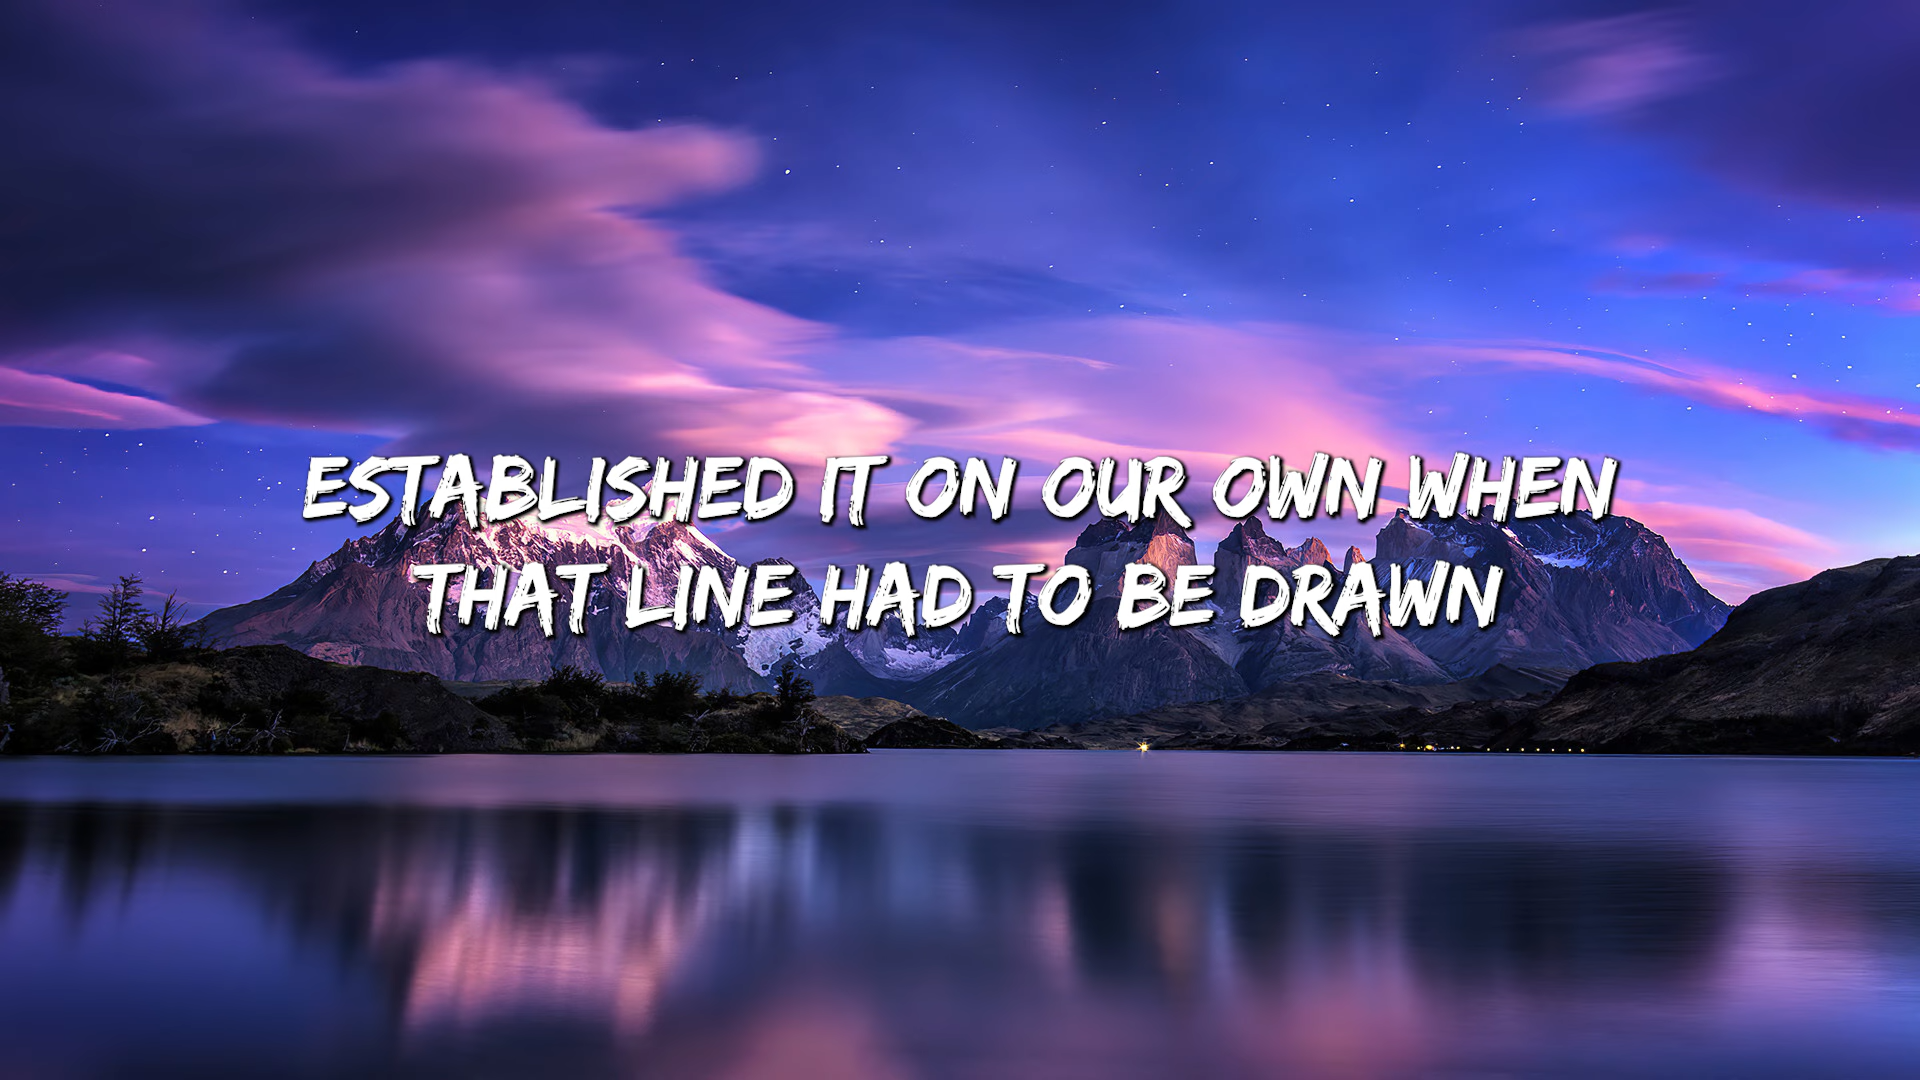 ESTABLISHED IT ON OUR OWN WHEN
THAT LINE HAD TO BE DRAWN